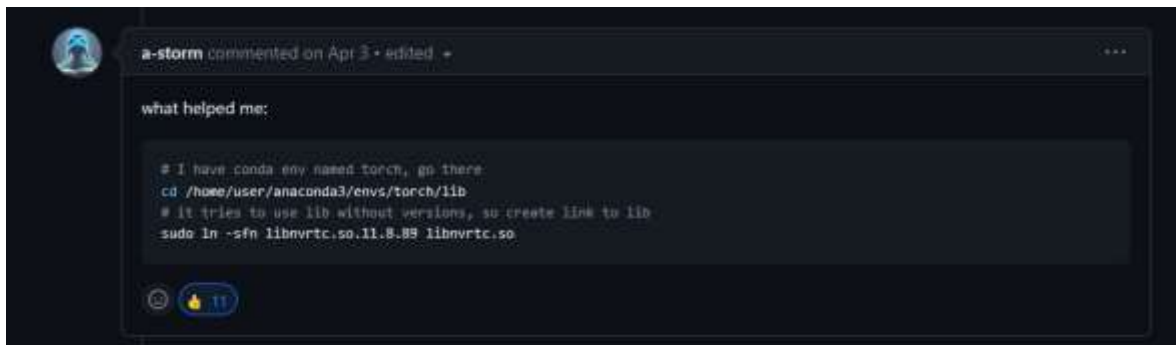 a-storm commented on Apr 3 • edited
what helped me:
# I have conda env named torch, go there
cd /home/user/anaconda3/envs/torch/lib
# it tries to use lib without versions, so create link to lib
sudo ln -sfn libnvrtc.so.11.8.89 libnvrtc.so
11